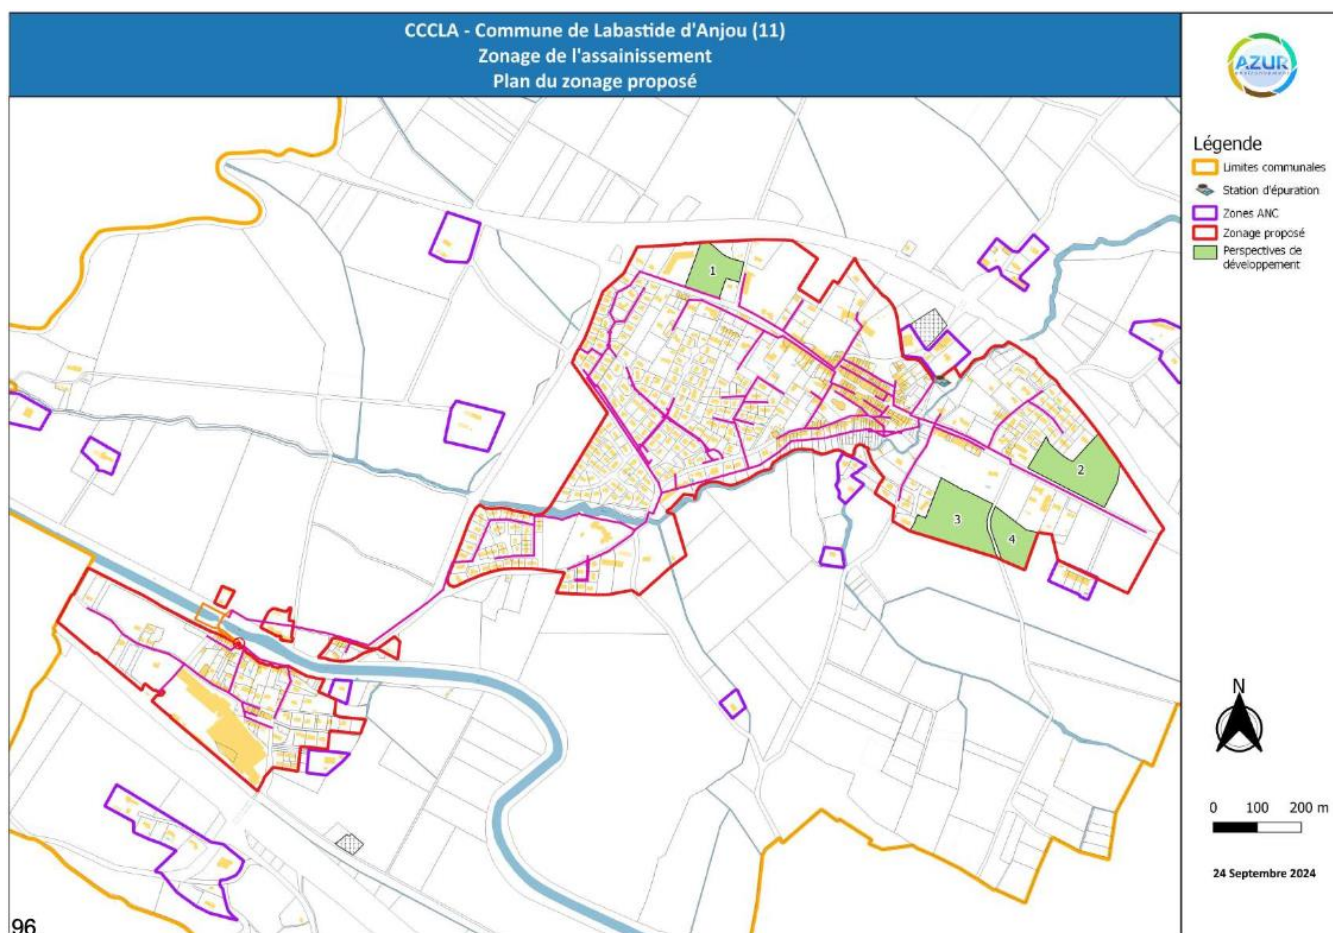 CCCLA - Commune de Labastide d'Anjou (11)
Zonage de l'assainissement
Plan du zonage proposé
AZUR
environnement
Légende
Limites communales
Station d'épuration
Zones ANC
Zonage proposé
Perspectives de
développement
1
2
3
4
N
0 100 200 m
24 Septembre 2024
96